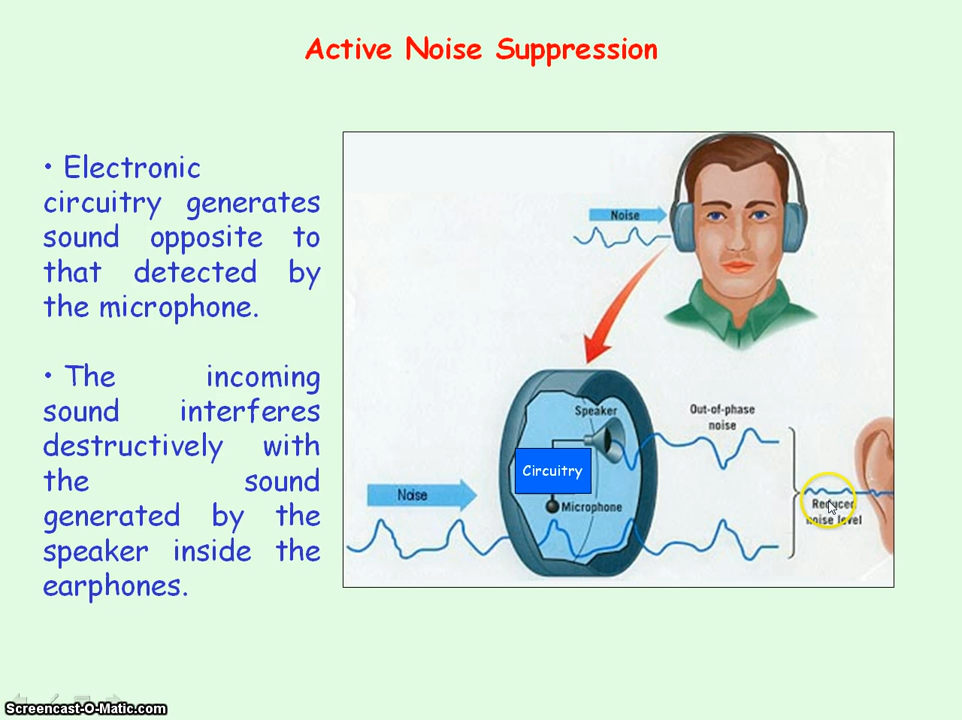 Active Noise Suppression
• Electronic
circuitry generates
sound opposite to
that detected by
the microphone.
• The incoming
sound interferes
destructively with
the sound
generated by the
speaker inside the
earphones.
Noise
Speaker
Out-of-phase
noise
Circuitry
Noise
Microphone
Reduced
noise level
Screencast-O-Matic.com